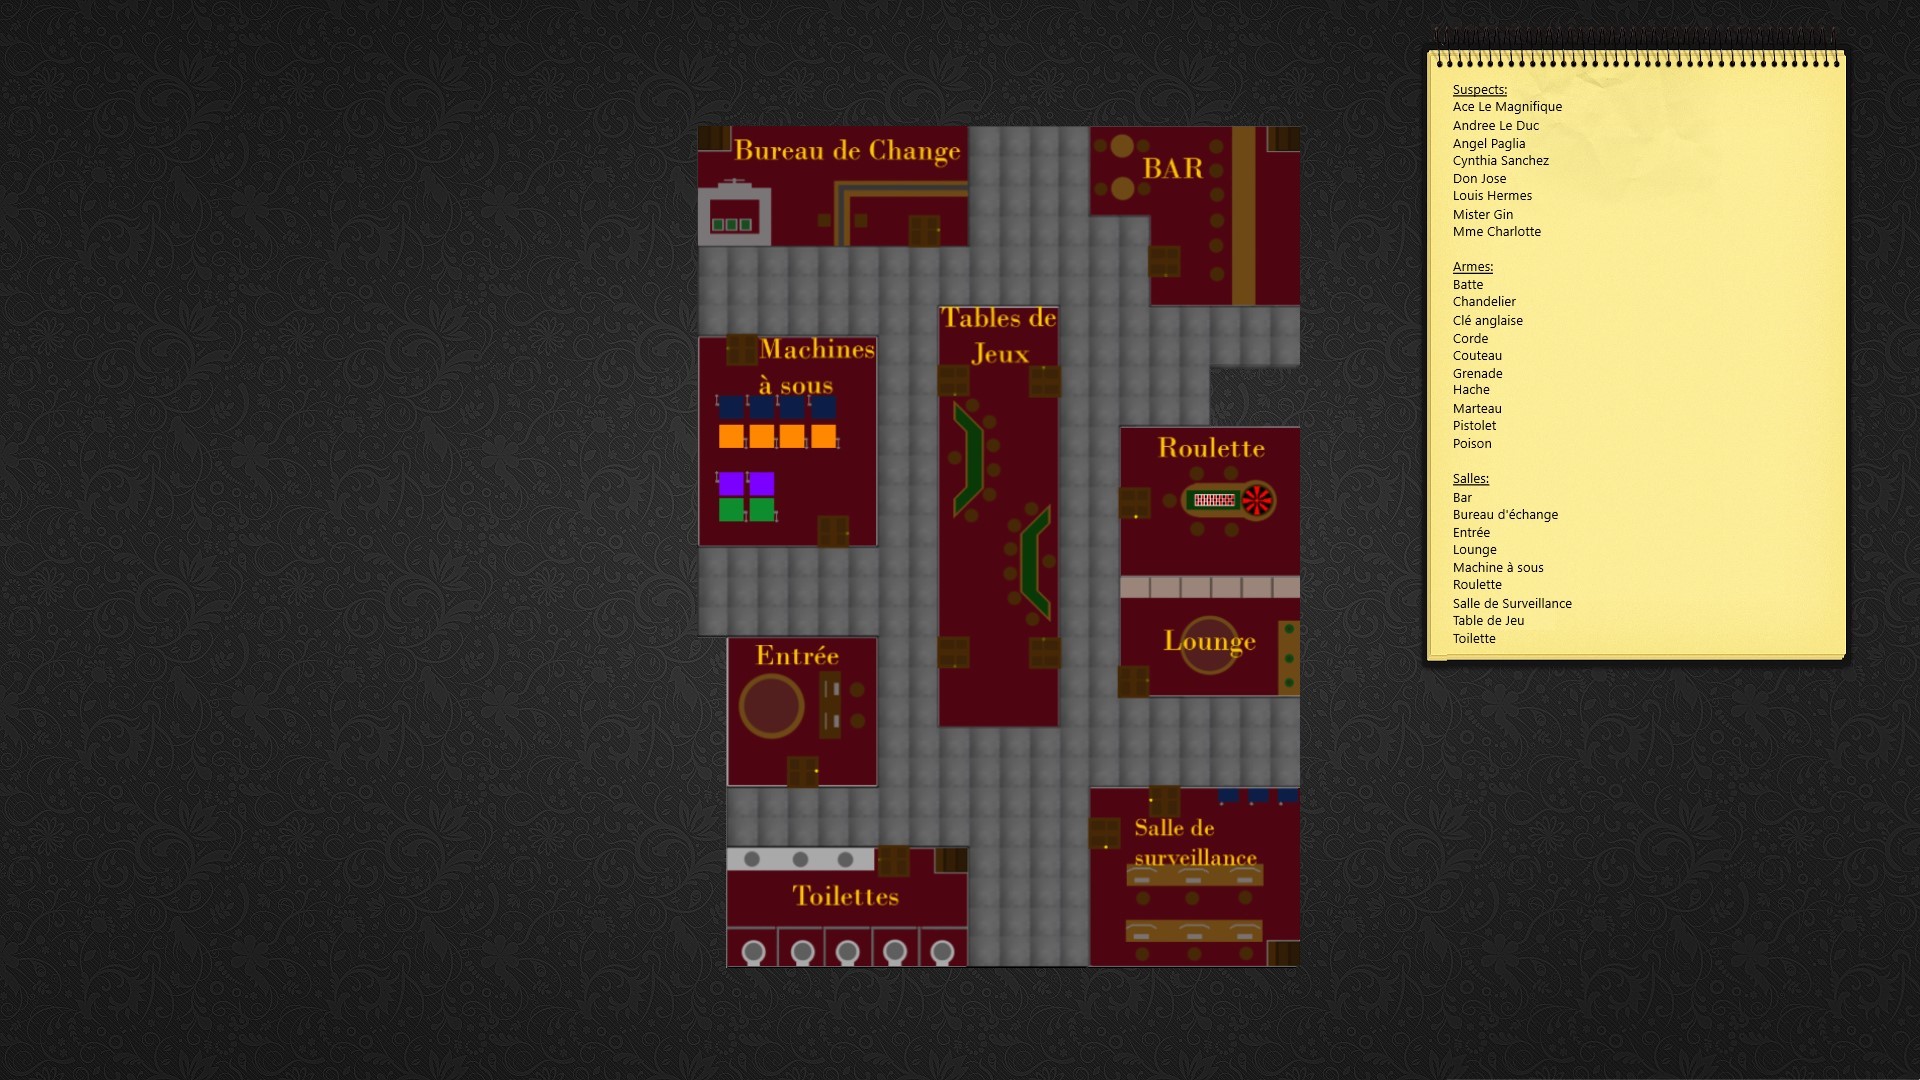 Bureau de Change
BAR
Tables de
Jeux
Machines
à sous
Roulette
Lounge
Entrée
Salle de
surveillance
Toilettes
Suspects:
Ace Le Magnifique
Andree Le Duc
Angel Paglia
Cynthia Sanchez
Don Jose
Louis Hermes
Mister Gin
Mme Charlotte
Armes:
Batte
Chandelier
Clé anglaise
Corde
Couteau
Grenade
Hache
Marteau
Pistolet
Poison
Salles:
Bar
Bureau d'échange
Entrée
Lounge
Machine à sous
Roulette
Salle de Surveillance
Table de Jeu
Toilette